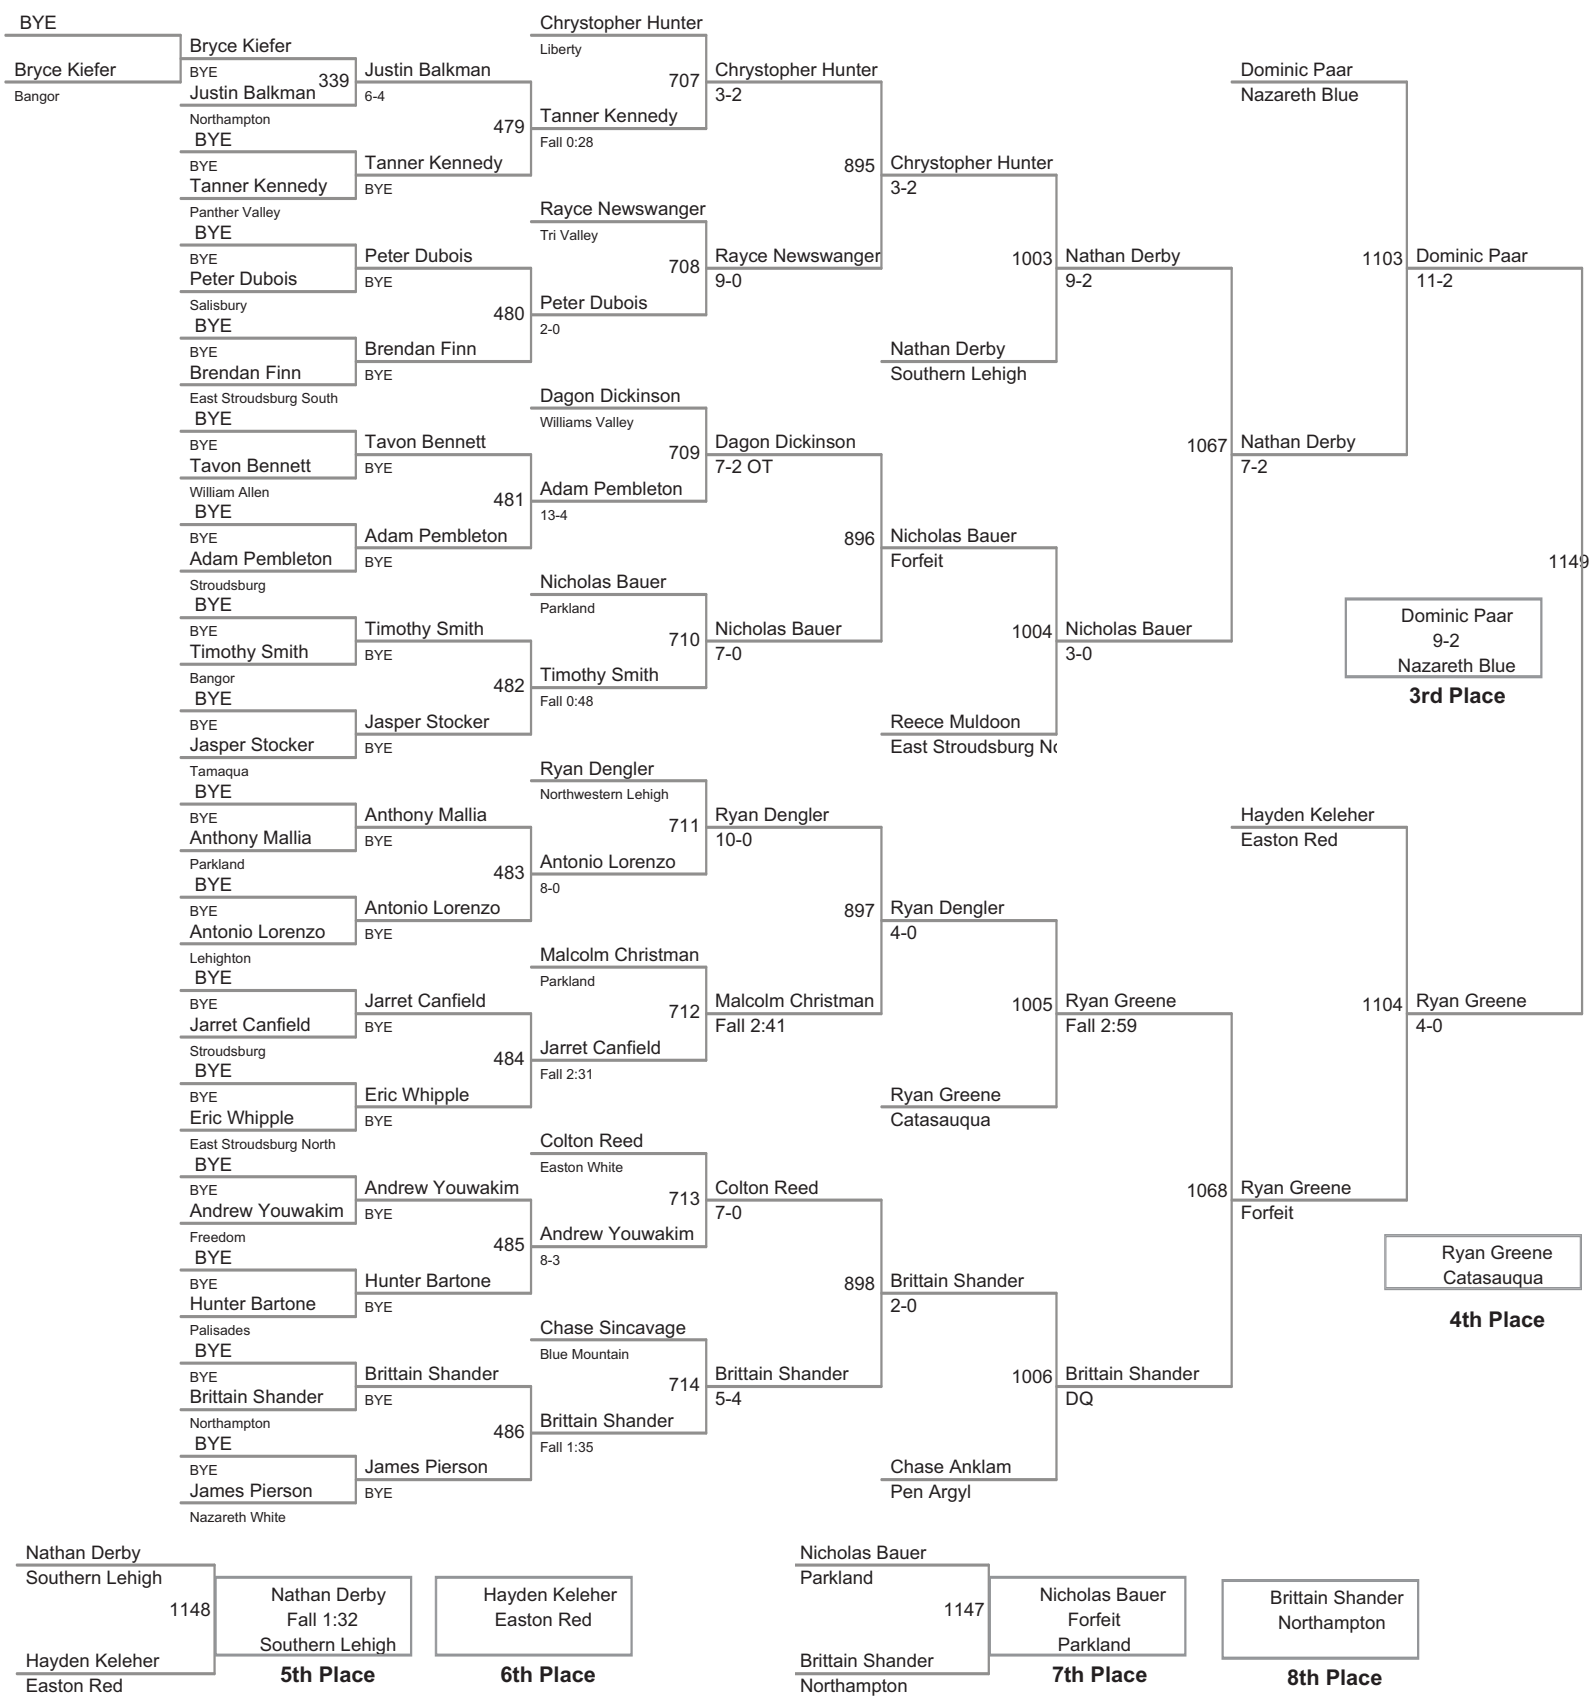 BYE
Bryce Kiefer
Bangor
Bryce Kiefer
BYE
339
Justin Balkman
Northampton
BYE
BYE
Tanner Kennedy
Panther Valley
BYE
BYE
Peter Dubois
Salisbury
BYE
BYE
Brendan Finn
East Stroudsburg South
BYE
BYE
Tavon Bennett
William Allen
BYE
BYE
Adam Pembleton
Stroudsburg
BYE
BYE
Timothy Smith
Bangor
BYE
BYE
Jasper Stocker
Tamaqua
BYE
BYE
Anthony Mallia
Parkland
BYE
BYE
Antonio Lorenzo
Lehighton
BYE
BYE
Jarret Canfield
Stroudsburg
BYE
BYE
Eric Whipple
East Stroudsburg North
BYE
BYE
Andrew Youwakim
Freedom
BYE
BYE
Hunter Bartone
Palisades
BYE
BYE
Brittain Shander
Northampton
BYE
BYE
James Pierson
Nazareth White
Justin Balkman
6-4
479
Tanner Kennedy
BYE
Peter Dubois
BYE
480
Brendan Finn
BYE
Tavon Bennett
BYE
481
Adam Pembleton
BYE
Timothy Smith
BYE
482
Jasper Stocker
BYE
Anthony Mallia
BYE
483
Antonio Lorenzo
BYE
Jarret Canfield
BYE
484
Eric Whipple
BYE
Andrew Youwakim
BYE
485
Hunter Bartone
BYE
Brittain Shander
BYE
486
James Pierson
BYE
Chrystopher Hunter
Liberty
707
Tanner Kennedy
Fall 0:28
Rayce Newswanger
Tri Valley
708
Peter Dubois
2-0
Dagon Dickinson
Williams Valley
709
Adam Pembleton
13-4
Nicholas Bauer
Parkland
710
Timothy Smith
Fall 0:48
Ryan Dengler
Northwestern Lehigh
711
Antonio Lorenzo
8-0
Malcolm Christman
Parkland
712
Jarret Canfield
Fall 2:31
Colton Reed
Easton White
713
Andrew Youwakim
8-3
Chase Sincavage
Blue Mountain
714
Brittain Shander
Fall 1:35
Chrystopher Hunter
3-2
895
Rayce Newswanger
9-0
Dagon Dickinson
7-2 OT
896
Nicholas Bauer
7-0
Ryan Dengler
10-0
897
Malcolm Christman
Fall 2:41
Colton Reed
7-0
898
Brittain Shander
5-4
Chrystopher Hunter
3-2
1003
Nathan Derby
Southern Lehigh
Nicholas Bauer
Forfeit
1004
Reece Muldoon
East Stroudsburg No
Ryan Dengler
4-0
1005
Ryan Greene
Catasauqua
Brittain Shander
2-0
1006
Chase Anklam
Pen Argyl
Nathan Derby
9-2
1067
Nicholas Bauer
3-0
Ryan Greene
Fall 2:59
1068
Brittain Shander
DQ
Dominic Paar
Nazareth Blue
1103
Nathan Derby
7-2
Hayden Keleher
Easton Red
1104
Ryan Greene
Forfeit
Dominic Paar
11-2
1149
Ryan Greene
4-0
Dominic Paar
9-2
Nazareth Blue
3rd Place
Ryan Greene
Catasauqua
4th Place
Nathan Derby
Southern Lehigh
1148
Hayden Keleher
Easton Red
Nathan Derby
Fall 1:32
Southern Lehigh
5th Place
Hayden Keleher
Easton Red
6th Place
Nicholas Bauer
Parkland
1147
Brittain Shander
Northampton
Nicholas Bauer
Forfeit
Parkland
7th Place
Brittain Shander
Northampton
8th Place